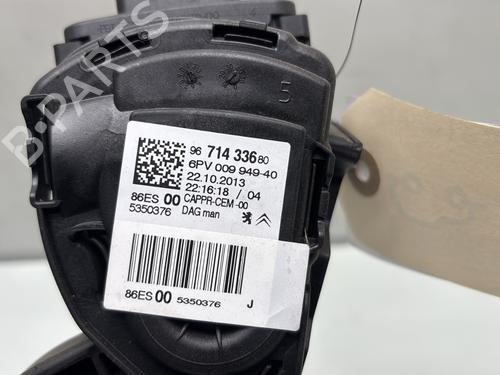 B-PARTS
5
96 714 336 80
6PV 009 949-40
22.10.2013
22:16:18 / 04
86ES 00 CAPPR-CEM -00
5350376 DAG man
86ES 00 5350376 J